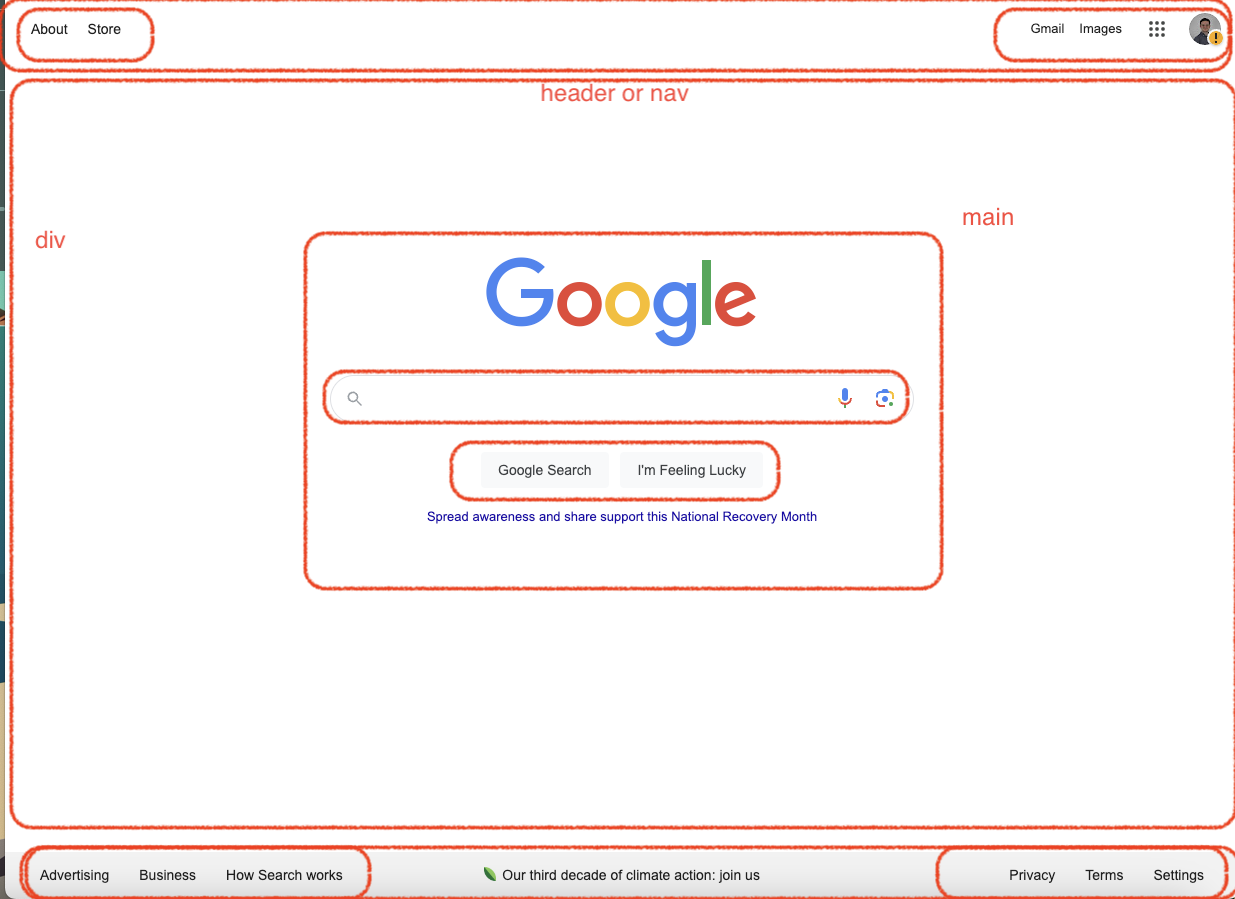 About Store Gmail Images
header or nav
main
div
Google
Google Search I'm Feeling Lucky
Spread awareness and share support this National Recovery Month
Advertising Business How Search works Our third decade of climate action: join us Privacy Terms Settings